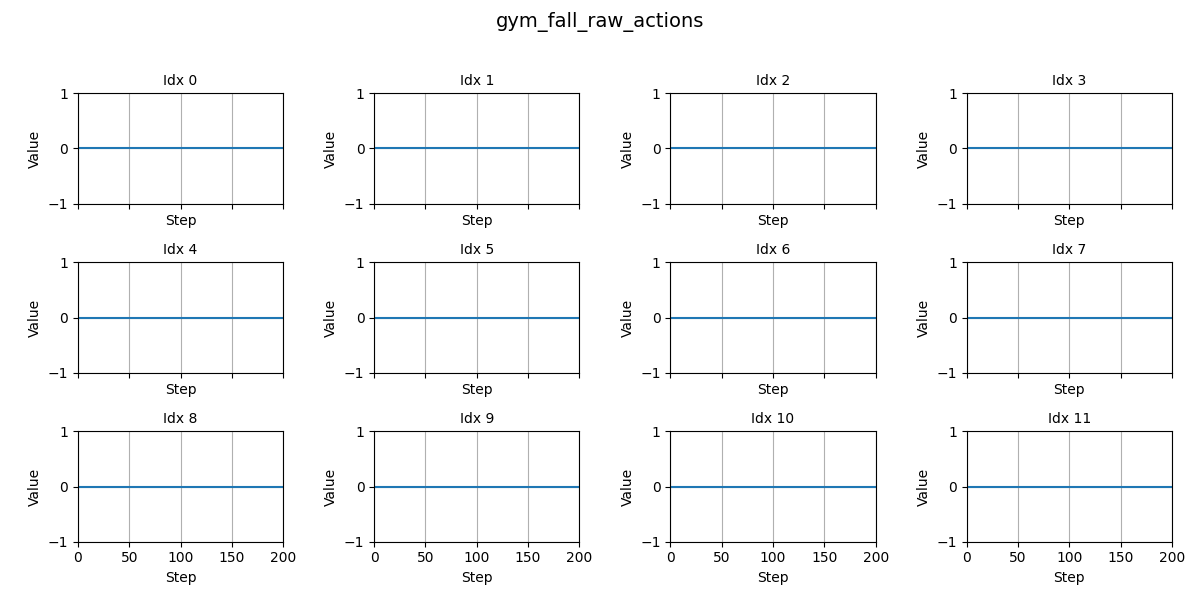 gym_fall_raw_actions
Idx 0 Idx 1 Idx 2 Idx 3
1 1 1 1
Value Value Value Value
0 0 0 0
−1 −1 −1 −1
Step Step Step Step
Idx 4 Idx 5 Idx 6 Idx 7
1 1 1 1
Value Value Value Value
0 0 0 0
−1 −1 −1 −1
Step Step Step Step
Idx 8 Idx 9 Idx 10 Idx 11
1 1 1 1
Value Value Value Value
0 0 0 0
−1 −1 −1 −1
0 50 100 150 200 0 50 100 150 200 0 50 100 150 200 0 50 100 150 200
Step Step Step Step